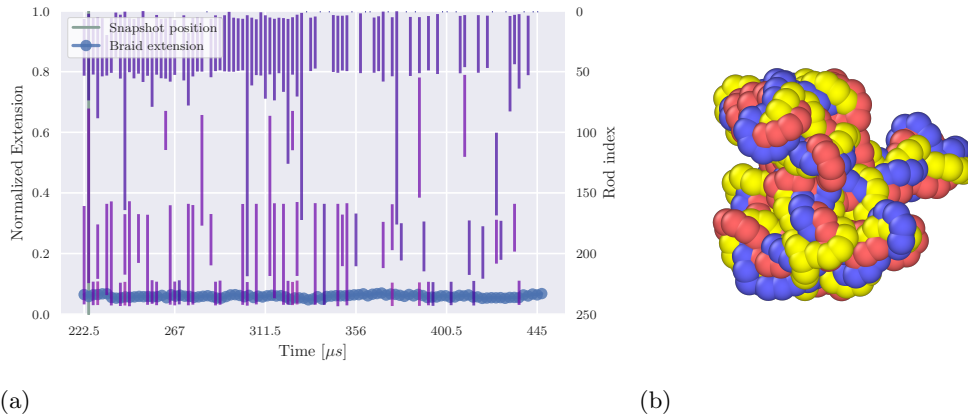 1.0
0.8
0.6
0.4
0.2
0.0
Normalized Extension
Snapshot position
Braid extension
0
50
100
150
200
250
Rod index
222.5 267 311.5 356 400.5 445
Time [μs]
(a) (b)